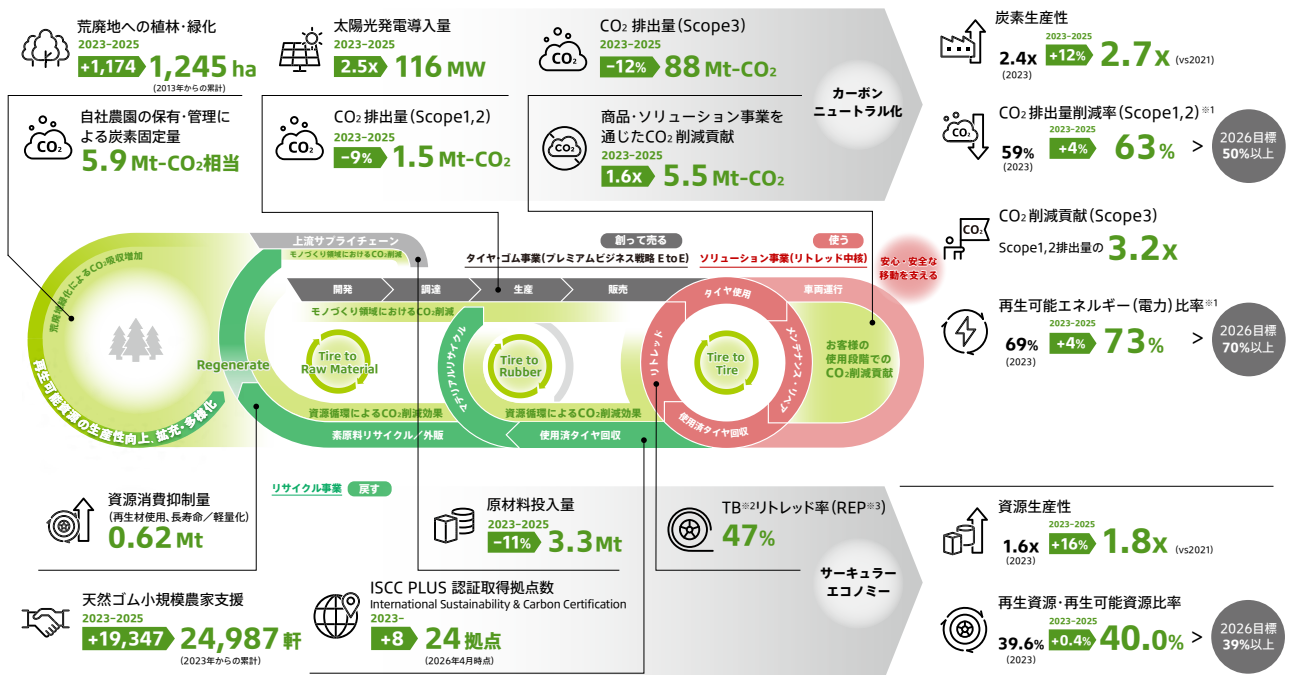 荒廃地への植林・緑化
2023–2025
+1,174
1,245 ha
(2013年からの累計)
太陽光発電導入量
2023–2025
2.5x
116 MW
CO₂ 排出量(Scope3)
2023–2025
CO₂
−12%
88 Mt-CO₂
自社農園の保有・管理に
よる炭素固定量
CO₂
5.9 Mt-CO₂相当
CO₂ 排出量(Scope1,2)
2023–2025
CO₂
−9%
1.5 Mt-CO₂
商品・ソリューション事業を
通じたCO₂ 削減貢献
2023–2025
CO₂
1.6x
5.5 Mt-CO₂
カーボン
ニュートラル化
炭素生産性
2023–2025
2.4x
(2023)
+12%
2.7x
(vs2021)
CO₂ 排出量削減率(Scope1,2)※1
2023–2025
CO₂
59%
(2023)
+4%
63%
>
2026目標
50%以上
CO₂ 削減貢献(Scope3)
CO₂
Scope1,2排出量の
3.2x
再生可能エネルギー(電力)比率※1
2023–2025
69%
(2023)
+4%
73%
>
2026目標
70%以上
荒廃地緑化によるCO₂吸収増加
再生可能資源の生産性向上、拡充・多様化
Regenerate
上流サプライチェーン
モノづくり領域におけるCO₂削減
創って売る
タイヤ・ゴム事業(プレミアムビジネス戦略 E to E)
使う
ソリューション事業(リトレッド中核)
安心・安全な
移動を支える
開発
調達
生産
販売
タイヤ使用
車両運行
モノづくり領域におけるCO₂削減
Tire to
Raw Material
マテリアルリサイクル
Tire to
Rubber
リトレッド
Tire to
Tire
メンテナンス・リペア
使用済タイヤ回収
お客様の
使用段階での
CO₂削減貢献
資源循環によるCO₂削減効果
資源循環によるCO₂削減効果
素原料リサイクル／外販
使用済タイヤ回収
リサイクル事業
戻す
資源消費抑制量
(再生材使用、長寿命／軽量化)
0.62 Mt
原材料投入量
2023–2025
−11%
3.3 Mt
TB※2リトレッド率(REP※3)
47%
サーキュラー
エコノミー
資源生産性
2023–2025
1.6x
(2023)
+16%
1.8x
(vs2021)
天然ゴム小規模農家支援
2023–2025
+19,347
24,987 軒
(2023年からの累計)
ISCC PLUS 認証取得拠点数
International Sustainability & Carbon Certification
2023–
+8
24 拠点
(2026年4月時点)
再生資源・再生可能資源比率
2023–2025
39.6%
(2023)
+0.4%
40.0%
>
2026目標
39%以上